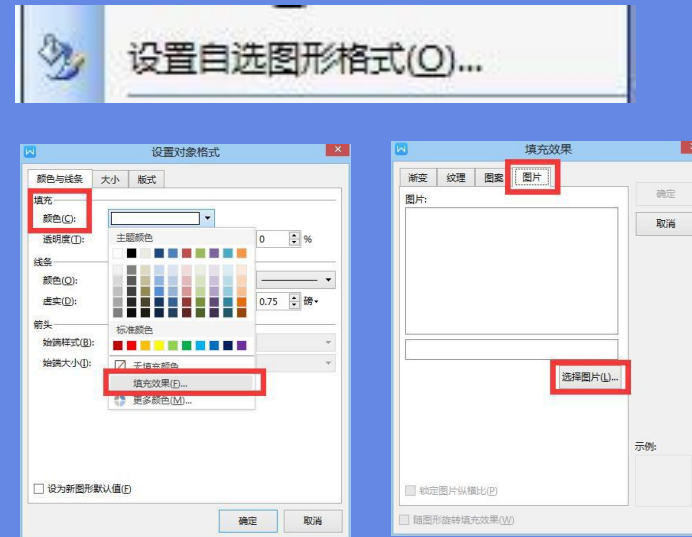 设置自选图形格式(O)...
设置对象格式
颜色与线条 大小 版式
填充
颜色(C):
透明度(T): 0 %
主题颜色
线条
颜色(O):
虚实(D): 0.75 磅
标准颜色
箭头
始端样式(B):
始端大小(I):
无填充颜色
填充效果(F)...
更多颜色(M)...
设为新图形默认值(F)
确定 取消
填充效果
渐变 纹理 图案 图片
图片:
确定
取消
选择图片(L)...
示例:
锁定图片纵横比(P)
随图形旋转填充效果(W)